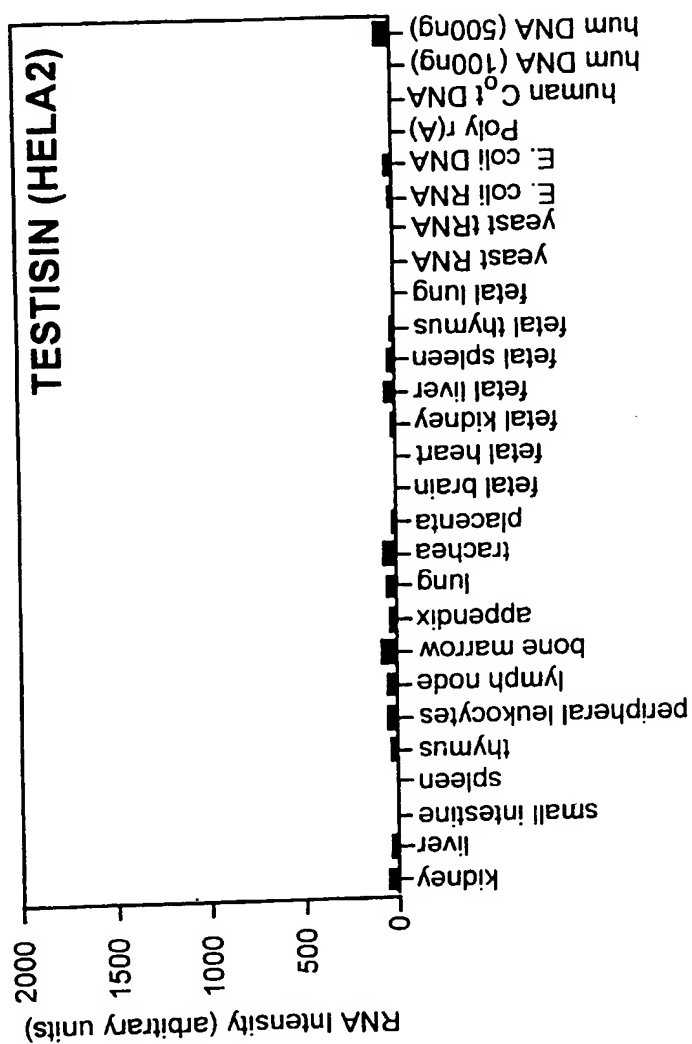 TESTISIN (HELA2)
RNA Intensity (arbitrary units)
2000
1500
1000
500
0
kidney
liver
small intestine
spleen
thymus
peripheral leukocytes
lymph node
bone marrow
appendix
lung
trachea
placenta
fetal brain
fetal heart
fetal kidney
fetal liver
fetal spleen
fetal thymus
fetal lung
yeast RNA
yeast tRNA
E. coli RNA
E. coli DNA
Poly r(A)
human C₀t DNA
hum DNA (100ng)
hum DNA (500ng)